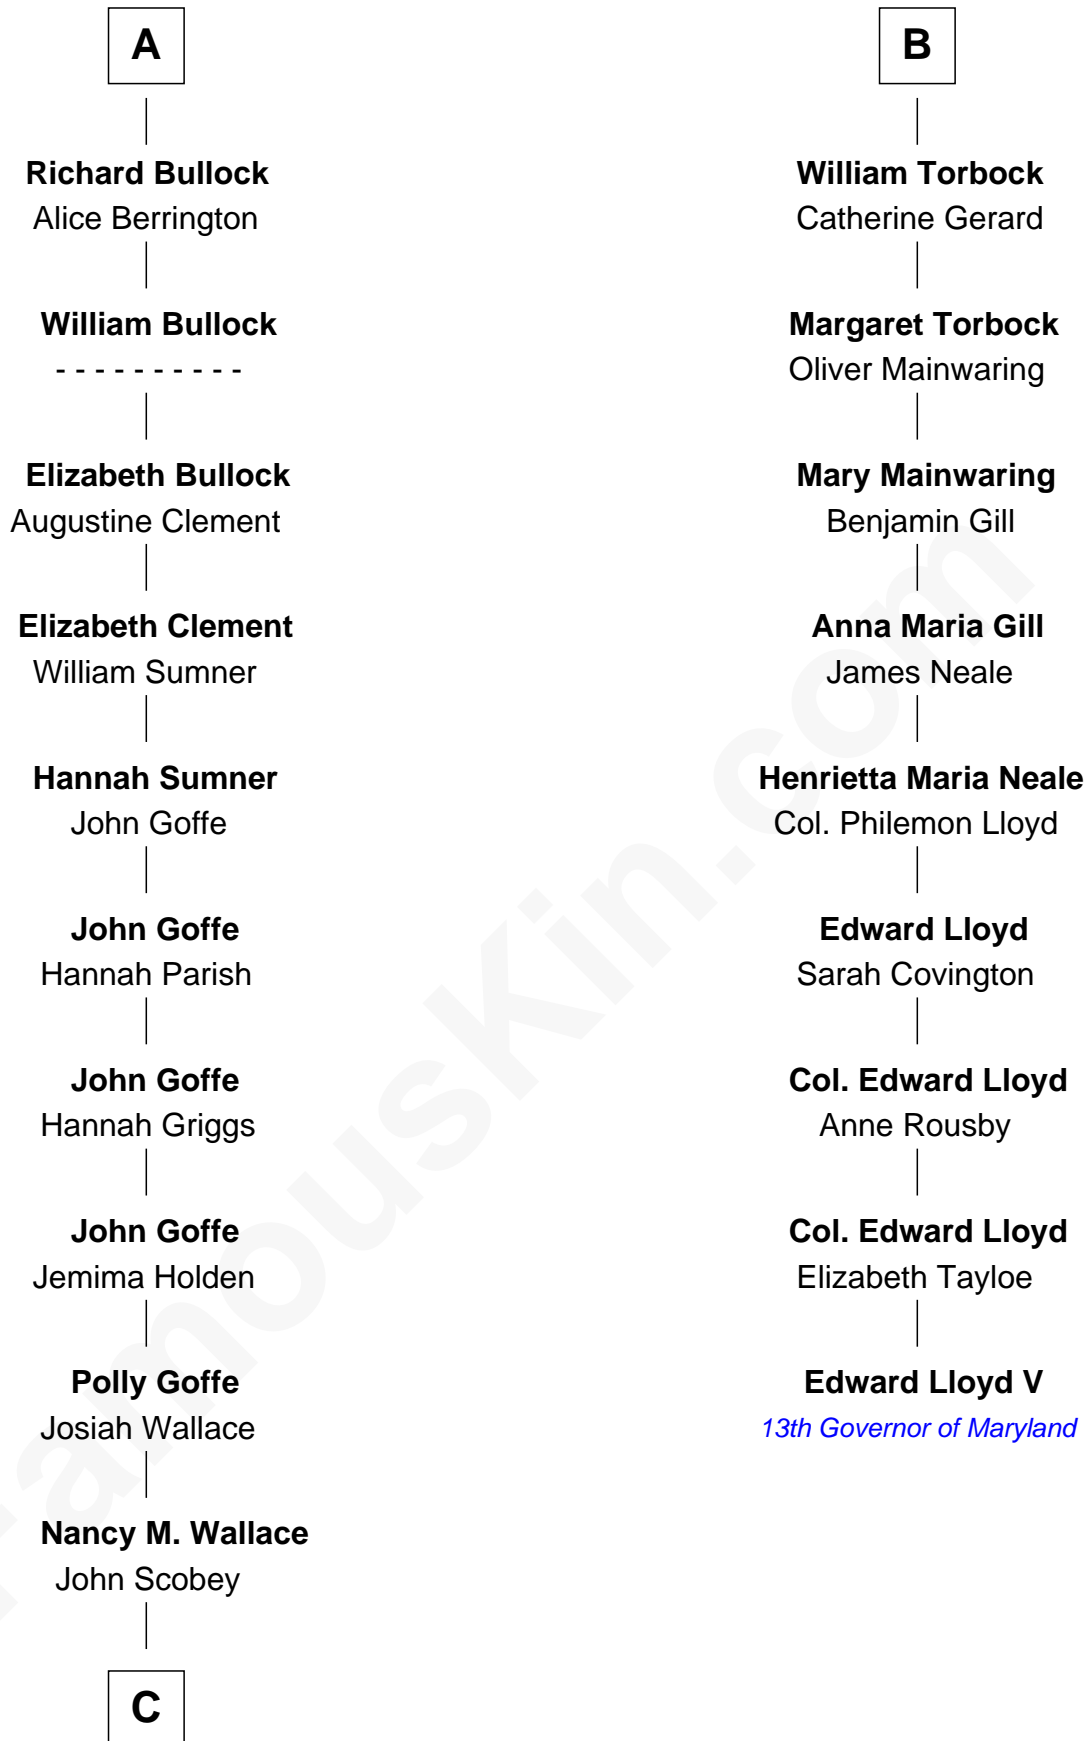 A
Richard Bullock
Alice Berrington
William Bullock
- - - - - - - - - -
Elizabeth Bullock
Augustine Clement
Elizabeth Clement
William Sumner
Hannah Sumner
John Goffe
John Goffe
Hannah Parish
John Goffe
Hannah Griggs
John Goffe
Jemima Holden
Polly Goffe
Josiah Wallace
Nancy M. Wallace
John Scobey
C
B
William Torbock
Catherine Gerard
Margaret Torbock
Oliver Mainwaring
Mary Mainwaring
Benjamin Gill
Anna Maria Gill
James Neale
Henrietta Maria Neale
Col. Philemon Lloyd
Edward Lloyd
Sarah Covington
Col. Edward Lloyd
Anne Rousby
Col. Edward Lloyd
Elizabeth Tayloe
Edward Lloyd V
13th Governor of Maryland
FamousKin.com